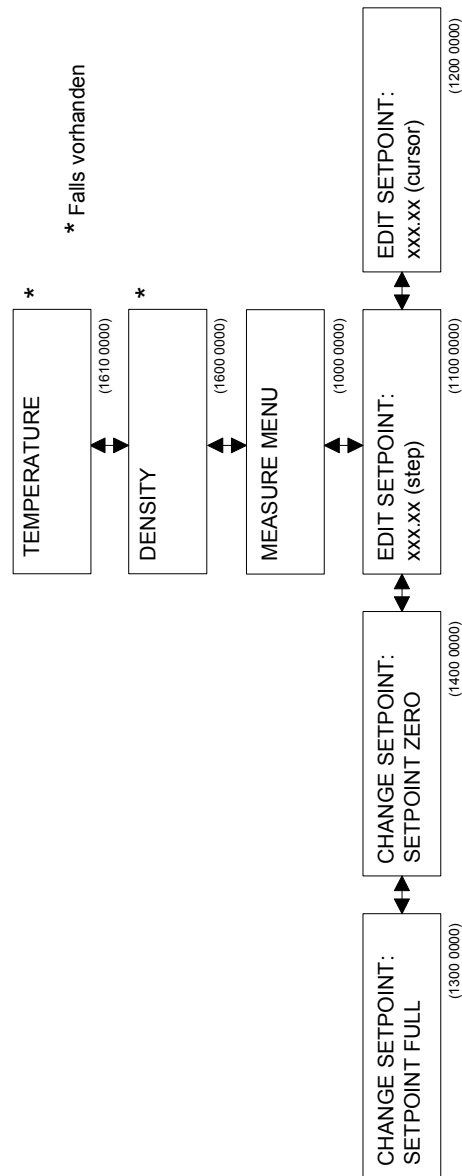 TEMPERATURE
*
(1610 0000)
* Falls vorhanden
DENSITY
*
(1600 0000)
MEASURE MENU
(1000 0000)
CHANGE SETPOINT:
SETPOINT FULL
(1300 0000)
CHANGE SETPOINT:
SETPOINT ZERO
(1400 0000)
EDIT SETPOINT:
xxx.xx (step)
(1100 0000)
EDIT SETPOINT:
xxx.xx (cursor)
(1200 0000)